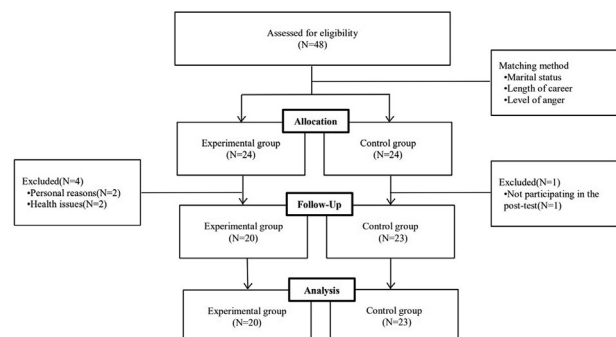 Assessed for eligibility
(N=48)
Matching method
•Marital status
•Length of career
•Level of anger
Allocation
Experimental group
(N=24)
Control group
(N=24)
Excluded(N=4)
•Personal reasons(N=2)
•Health issues(N=2)
Excluded(N=1)
•Not participating in the
post-test(N=1)
Follow-Up
Experimental group
(N=20)
Control group
(N=23)
Analysis
Experimental group
(N=20)
Control group
(N=23)